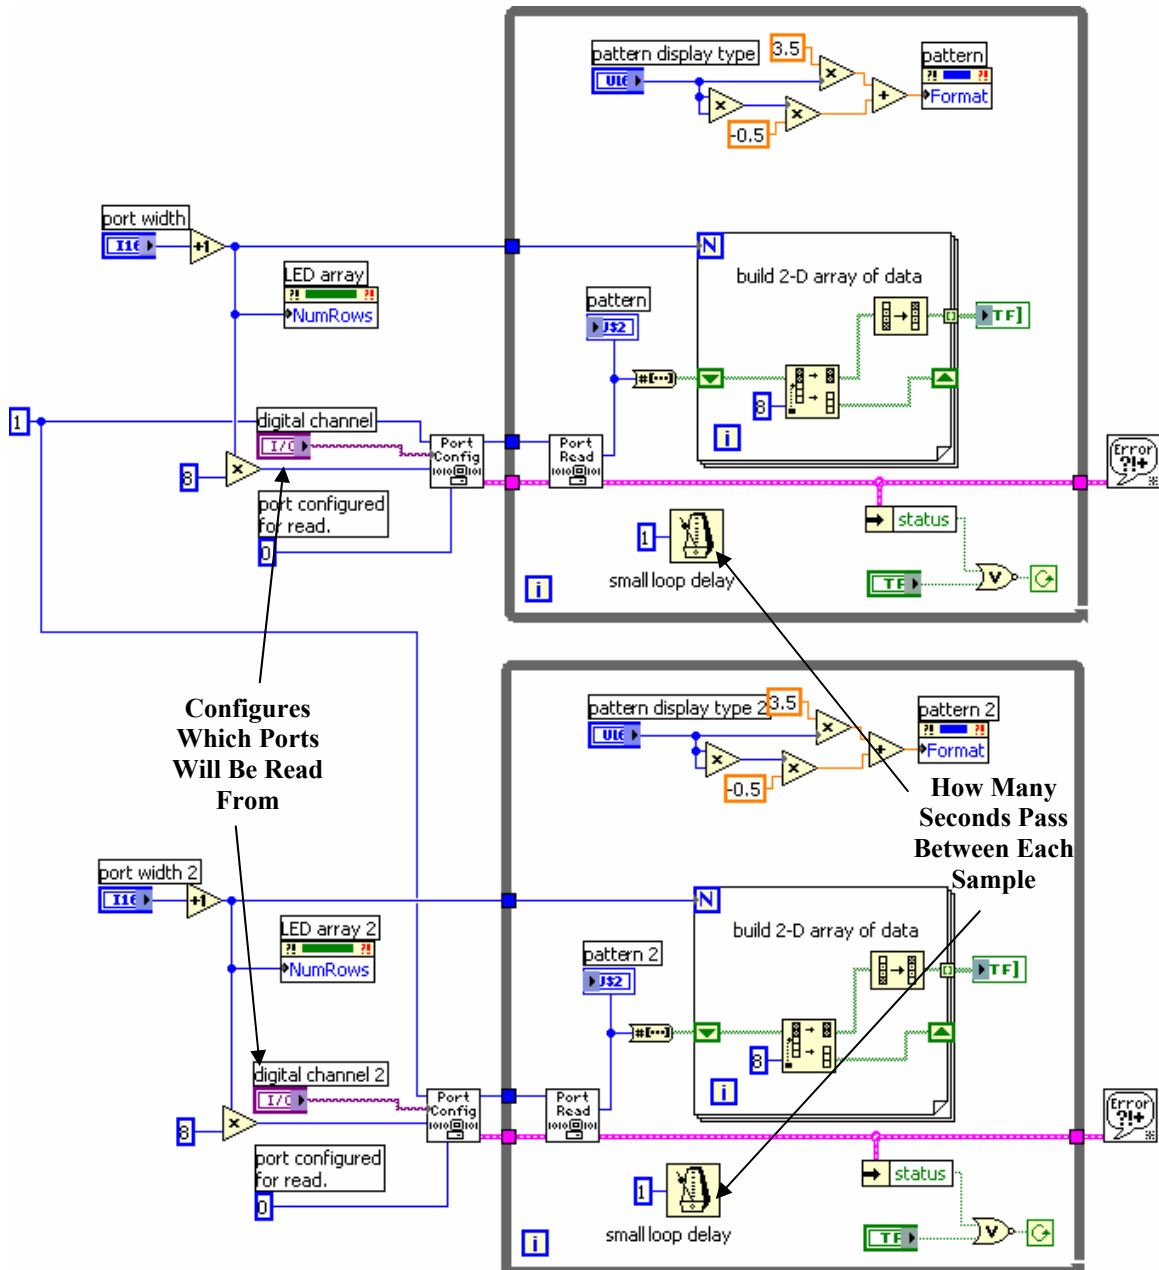 pattern display type
3.5
pattern
U16
Format
-0.5
port width
I16
+1
LED array
NumRows
N
build 2-D array of data
pattern
U32
TF]
#[...]
8
i
1
digital channel
I/O
Port
Config
Port
Read
Error
?!+
8
port configured
for read.
0
status
1
small loop delay
TF
i
Configures
Which Ports
Will Be Read
From
pattern display type 2
3.5
pattern 2
U16
Format
-0.5
How Many
Seconds Pass
Between Each
Sample
port width 2
I16
+1
LED array 2
NumRows
N
build 2-D array of data
pattern 2
U32
TF]
#[...]
8
i
digital channel 2
I/O
Port
Config
Port
Read
Error
?!+
8
port configured
for read.
0
status
1
small loop delay
TF
i